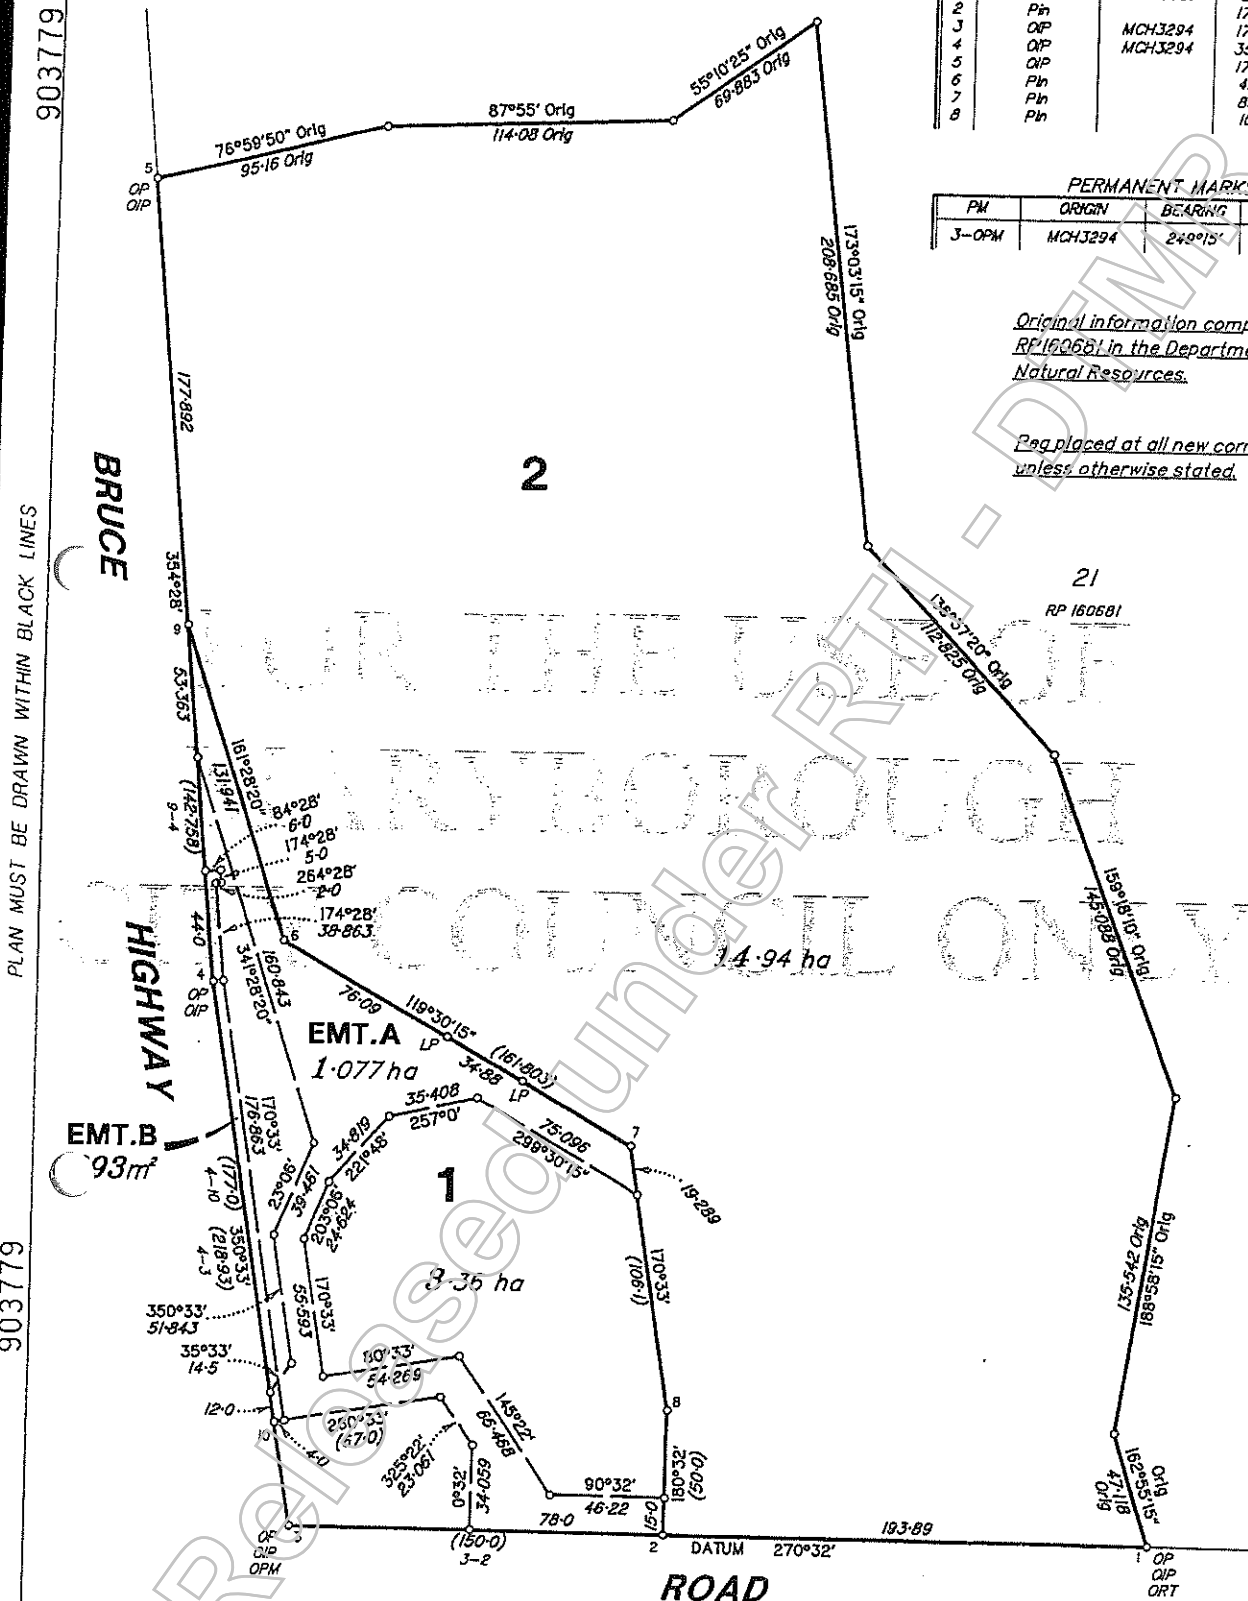 903779
PLAN MUST BE DRAWN WITHIN BLACK LINES
903779
2 Pin
3 OIP MCH3294
4 OIP MCH3294
5 OIP
6 Pin
7 Pin
8 Pin
PERMANENT MARKS
PM ORIGIN BEARING
3-OPM MCH3294 249°15'
Original information comp
RP160681 in the Departme
Natural Resources.
Peg placed at all new corn
unless otherwise stated.
55°10'25" Orig
69·883 Orig
87°55' Orig
114·08 Orig
76°59'50" Orig
95·16 Orig
5
OP
OIP
173°03'15" Orig
208·685 Orig
177·892
2
BRUCE
354°28'
9
21
RP 160681
FOR THE USE OF
MARYBOROUGH
CITY COUNCIL ONLY
53·363
161°28'20"
131·941
112·825 Orig
(142·758)
9-4
84°28'
6·0
174°28'
5·0
264°28'
2·0
174°28'
38·863
44·0
4
OP
OIP
341°28'20"
160·843
6
159°18'10" Orig
145·088 Orig
14·94 ha
HIGHWAY
76·09
119°30'15"
(161·803)
LP
34·88
LP
EMT.A
1·077ha
35·408
257°0'
34·819
221°48'
75·096
299°30'15"
7
19·289
EMT.B
93m²
170°33'
176·863
(177·0)
4-10
23°06'
39·461
203°06'
24·624
1
350°33'
(218·93)
4-3
8·36 ha
170°33'
(106·1)
170°33'
55·593
135·542 Orig
188°58'15" Orig
350°33'
51·843
35°33'
14·5
80°33'
54·269
12·0
10
4·0
260°33'
(67·0)
145°22'
66·468
325°22'
23·061
0°32'
34·059
8
180°32'
(50·0)
90°32'
46·22
15·0
162°55'15"
Orig
47·118
Orig
78·0
193·89
3
OP
OIP
OPM
(150·0)
3-2
2
DATUM 270°32'
1
OP
OIP
ORT
ROAD
Released under RTI - DTMR